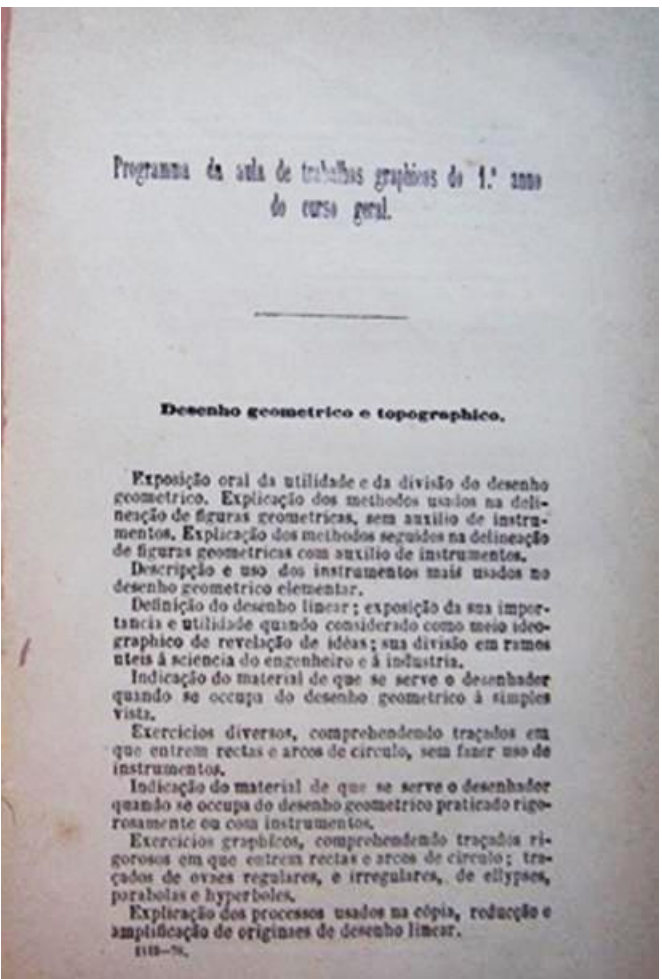 Programma da aula de trabalhos graphicos do 1.º anno
do curso geral.
Desenho geometrico e topographico.
Exposição oral da utilidade e da divisão do desenho
geometrico. Explicação dos methodos usados na deli-
neação de figuras geometricas, sem auxilio de instru-
mentos. Explicação dos methodos seguidos na delineação
de figuras geometricas com auxilio de instrumentos.
Descripção e uso dos instrumentos mais usados no
desenho geometrico elementar.
Definição do desenho linear; exposição da sua impor-
tancia e utilidade quando considerado como meio ideo-
graphico de revelação de idéas; sua divisão em ramos
uteis á sciencia do engenheiro e á industria.
Indicação do material de que se serve o desenhador
quando se occupa do desenho geometrico á simples
vista.
Exercicios diversos, comprehendendo traçados em
que entrem rectas e arcos de circulo, sem fazer uso de
instrumentos.
Indicação do material de que se serve o desenhador
quando se occupa do desenho geometrico praticado rigo-
rosamente ou com instrumentos.
Exercicios graphicos, comprehendendo traçados ri-
gorosos em que entrem rectas e arcos de circulo; tra-
çados de ovaes regulares, e irregulares, de ellypses,
parabolas e hyperboles.
Explicação dos processos usados na cópia, reducção e
amplificação de originaes de desenho linear.